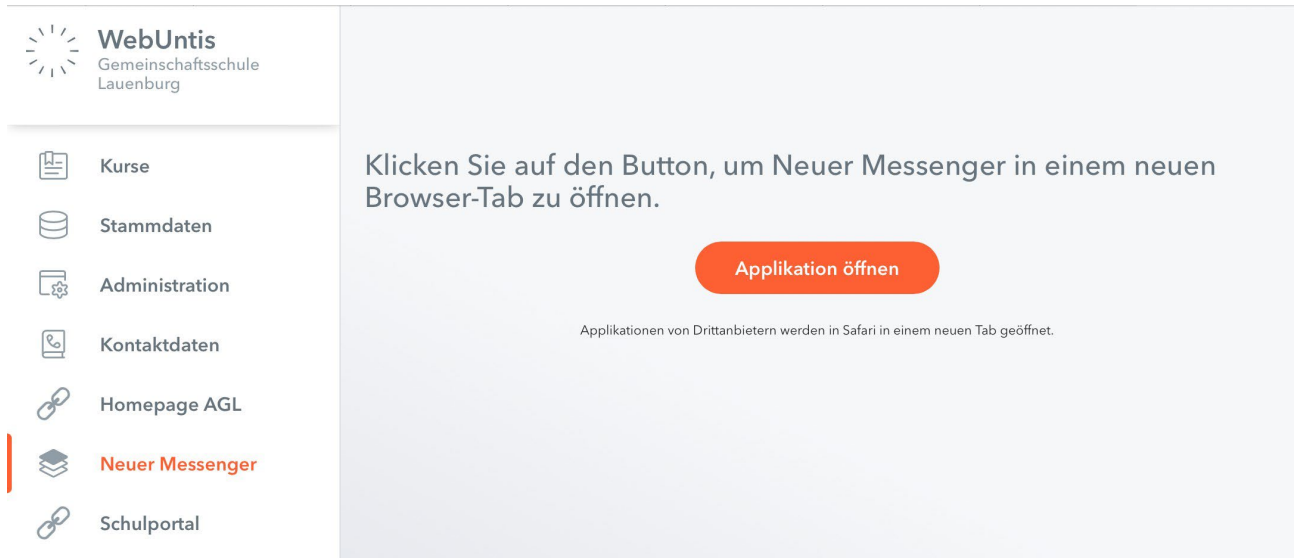 WebUntis
Gemeinschaftsschule
Lauenburg
Kurse
Stammdaten
Administration
Kontaktdaten
Homepage AGL
Neuer Messenger
Schulportal
Klicken Sie auf den Button, um Neuer Messenger in einem neuen
Browser-Tab zu öffnen.
Applikation öffnen
Applikationen von Drittanbietern werden in Safari in einem neuen Tab geöffnet.